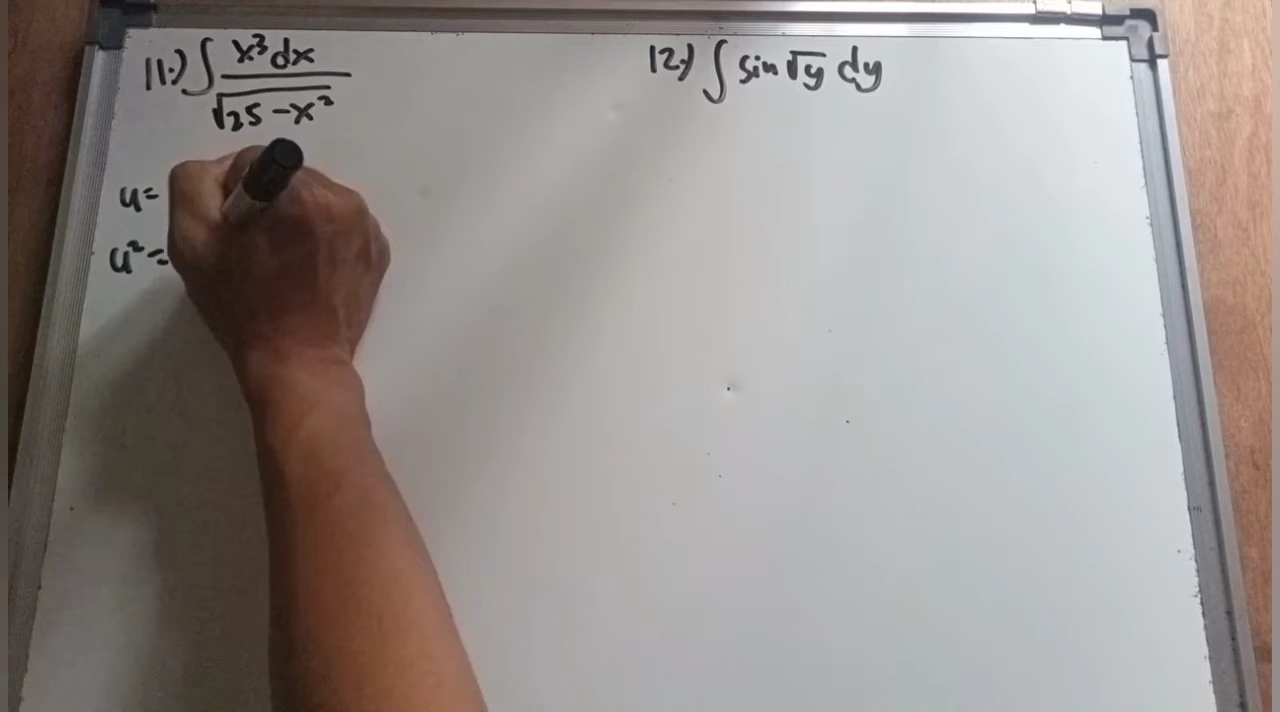 11.) ∫ x³dx / √25-x²
12.) ∫ sin √y dy
u=
u²=